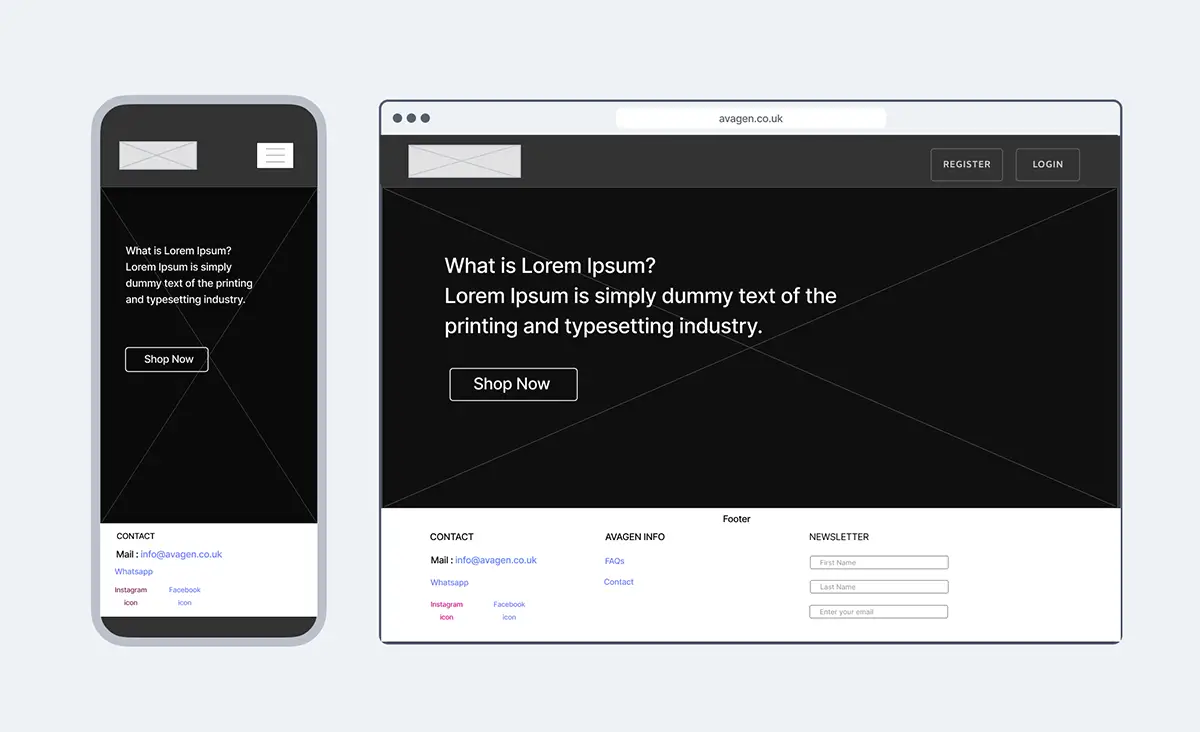 What is Lorem Ipsum?
Lorem Ipsum is simply
dummy text of the printing
and typesetting industry.
Shop Now
CONTACT
Mail : info@avagen.co.uk
Whatsapp
Instagram icon
Facebook icon
avagen.co.uk
REGISTER
LOGIN
What is Lorem Ipsum?
Lorem Ipsum is simply dummy text of the
printing and typesetting industry.
Shop Now
Footer
CONTACT
Mail : info@avagen.co.uk
Whatsapp
Instagram icon
Facebook icon
AVAGEN INFO
FAQs
Contact
NEWSLETTER
First Name
Last Name
Enter your email